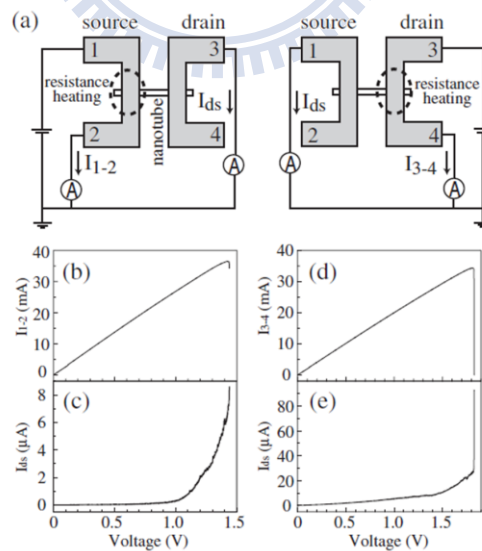 (a)
source drain
1 3
resistance heating
nanotube
Ids
2 4
I1-2
A
A
source drain
1 3
resistance heating
Ids
2 4
I3-4
A
A
(b)
I1-2 (mA)
40
30
20
10
0
(c)
Ids (μA)
8
6
4
2
0
0 0.5 1.0 1.5
Voltage (V)
(d)
I3-4 (mA)
40
30
20
10
0
(e)
Ids (μA)
80
60
40
20
0
0 0.5 1.0 1.5
Voltage (V)